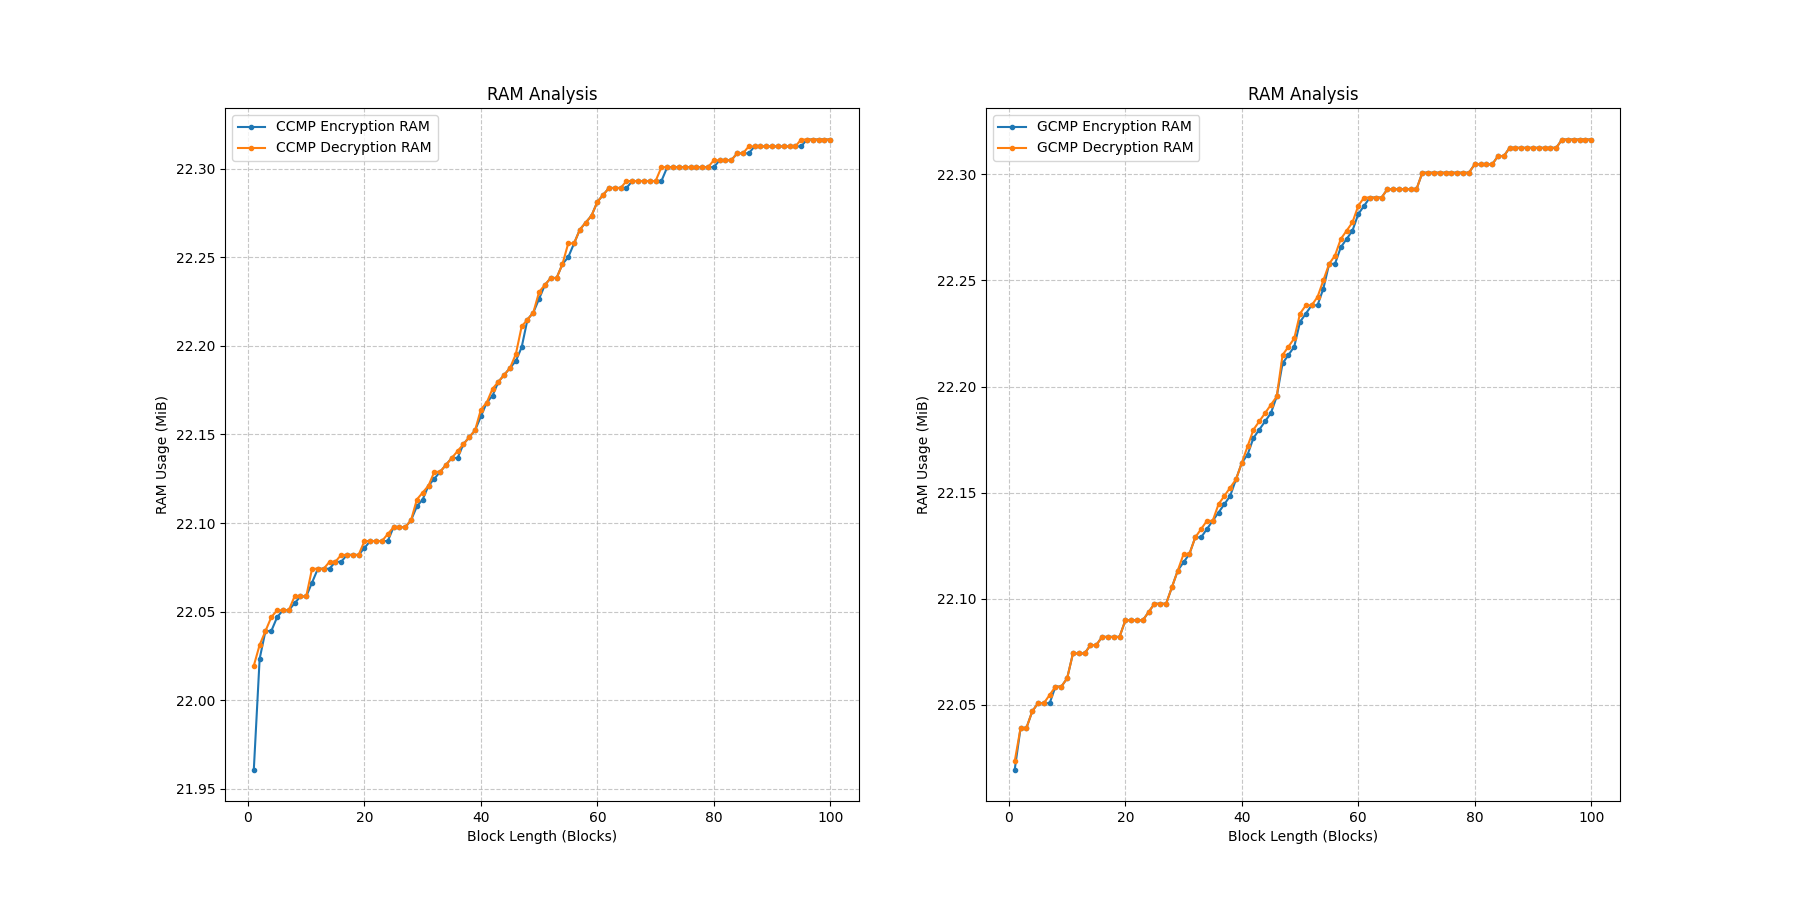 RAM Analysis
CCMP Encryption RAM
CCMP Decryption RAM
22.30
22.25
22.20
22.15
22.10
22.05
22.00
21.95
RAM Usage (MiB)
0 20 40 60 80 100
Block Length (Blocks)
RAM Analysis
GCMP Encryption RAM
GCMP Decryption RAM
22.30
22.25
22.20
22.15
22.10
22.05
RAM Usage (MiB)
0 20 40 60 80 100
Block Length (Blocks)